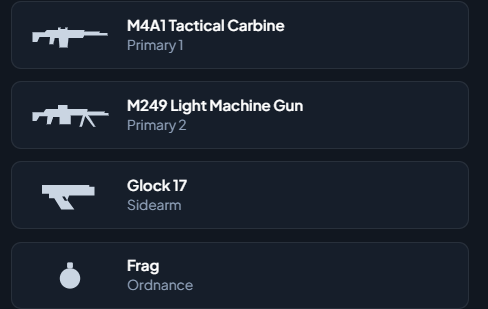 M4A1 Tactical Carbine
Primary 1
M249 Light Machine Gun
Primary 2
Glock 17
Sidearm
Frag
Ordnance